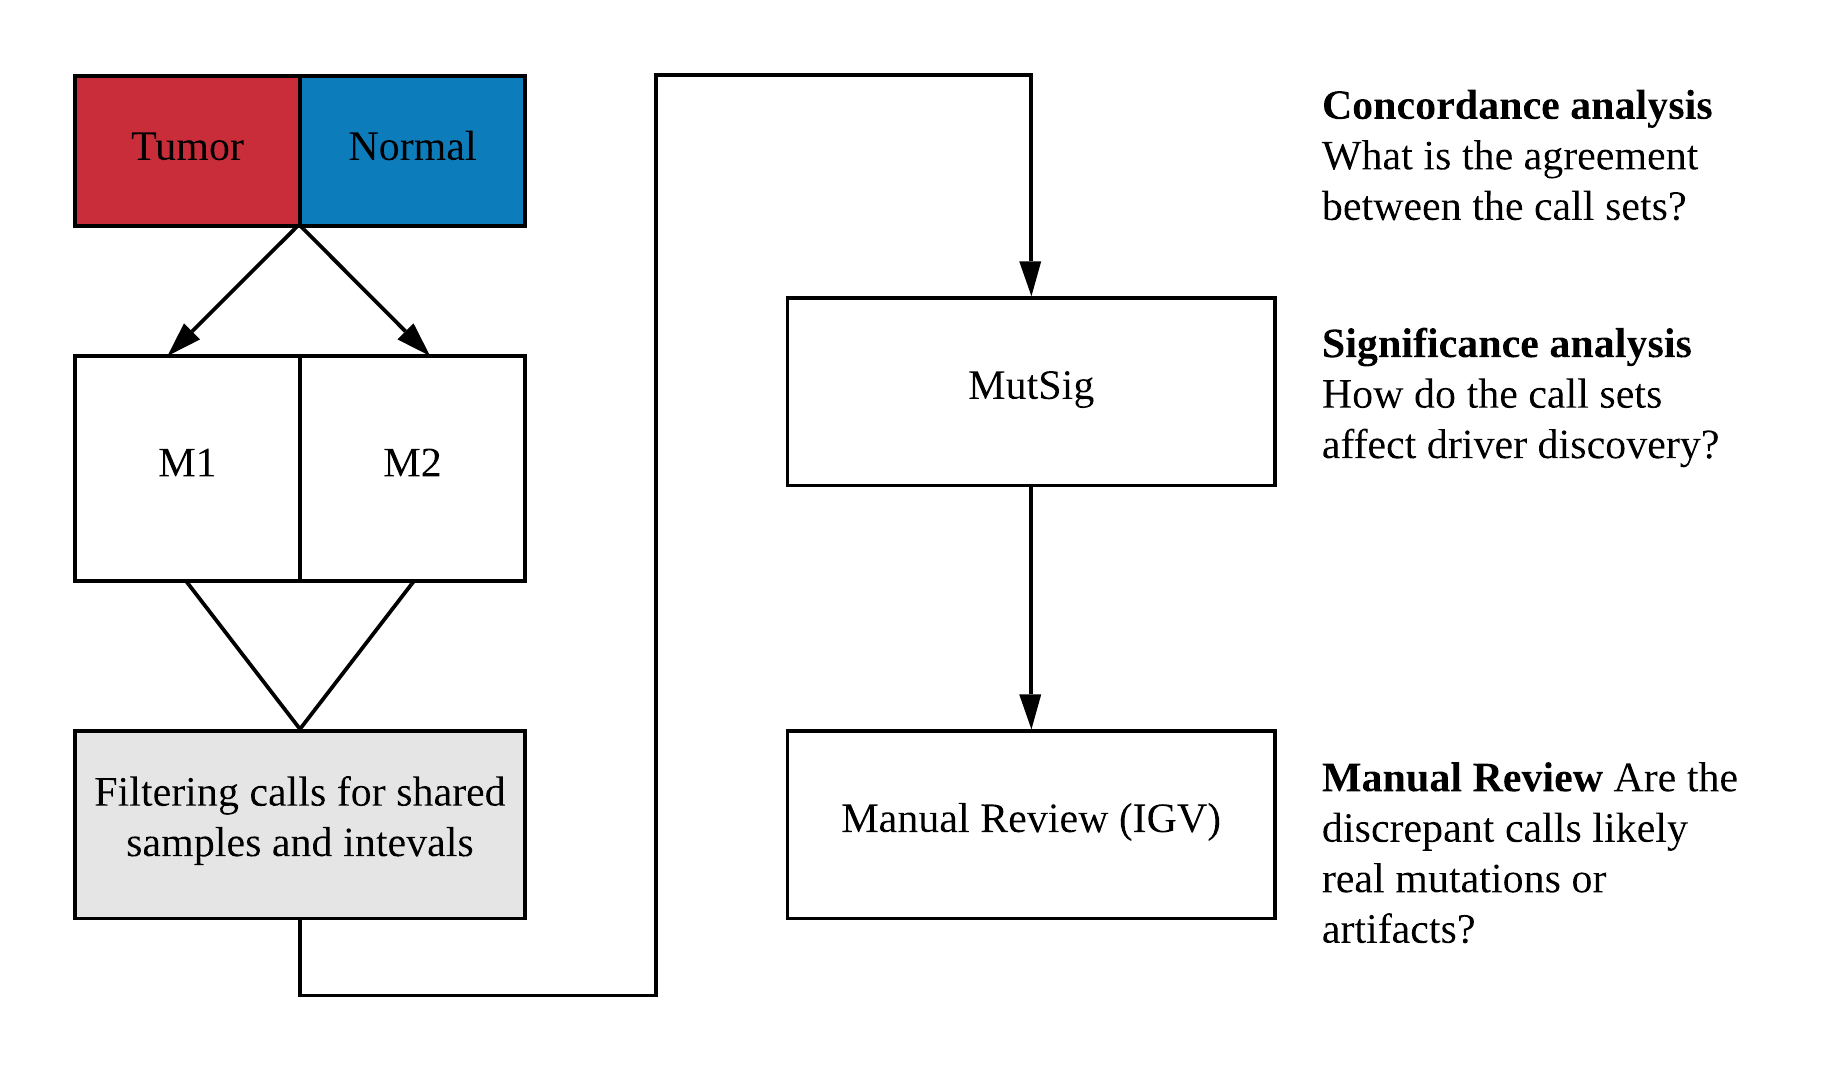 Tumor
Normal
M1
M2
Filtering calls for shared
samples and intevals
MutSig
Manual Review (IGV)
Concordance analysis
What is the agreement
between the call sets?
Significance analysis
How do the call sets
affect driver discovery?
Manual Review Are the
discrepant calls likely
real mutations or
artifacts?